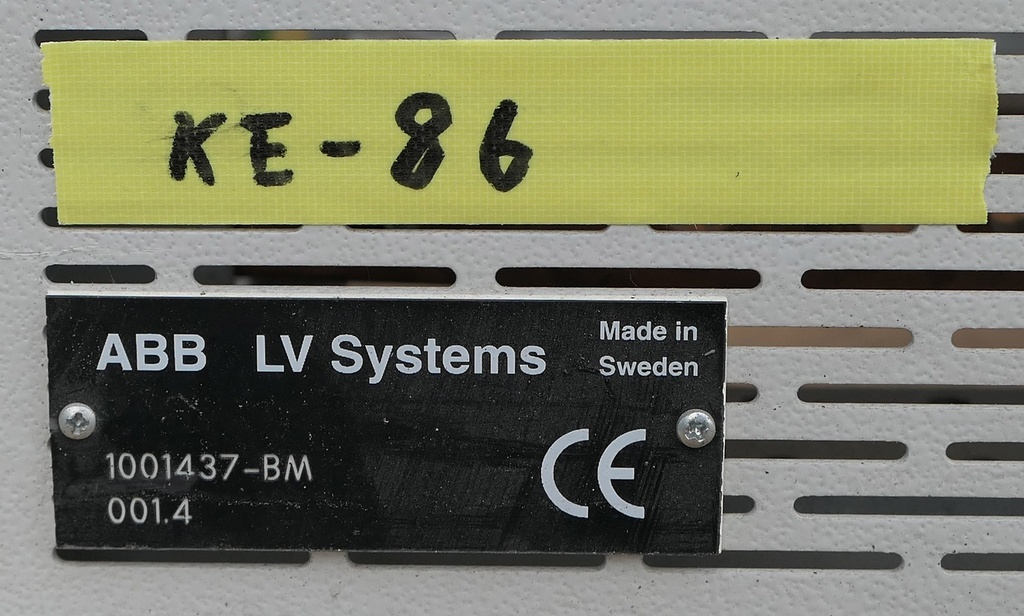 KE-86
ABB LV Systems
Made in
Sweden
1001437-BM
001.4
CE